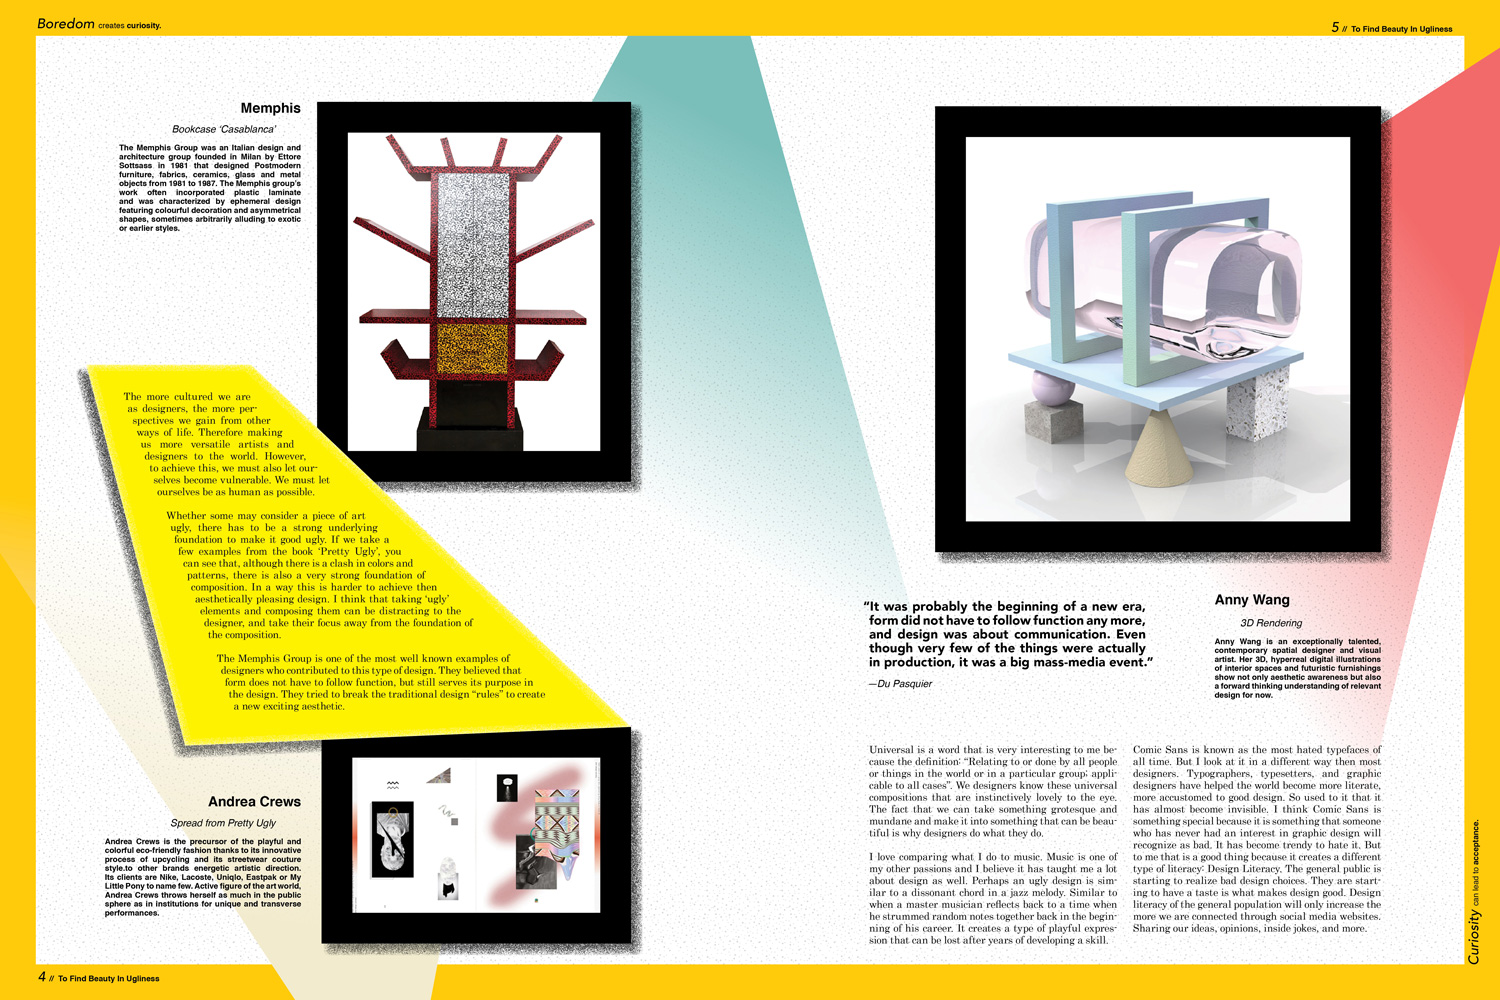 Boredom creates curiosity.
5 // To Find Beauty In Ugliness
Memphis
Bookcase ‘Casablanca’
The Memphis Group was an Italian design and
architecture group founded in Milan by Ettore
Sottsass in 1981 that designed Postmodern
furniture, fabrics, ceramics, glass and metal
objects from 1981 to 1987. The Memphis group’s
work often incorporated plastic laminate
and was characterized by ephemeral design
featuring colourful decoration and asymmetrical
shapes, sometimes arbitrarily alluding to exotic
or earlier styles.
The more cultured we are
as designers, the more per-
spectives we gain from other
ways of life. Therefore making
us more versatile artists and
designers to the world. However,
to achieve this, we must also let our-
selves become vulnerable. We must let
ourselves be as human as possible.
Whether some may consider a piece of art
ugly, there has to be a strong underlying
foundation to make it good ugly. If we take a
few examples from the book ‘Pretty Ugly’, you
can see that, although there is a clash in colors and
patterns, there is also a very strong foundation of
composition. In a way this is harder to achieve then
aesthetically pleasing design. I think that taking ‘ugly’
elements and composing them can be distracting to the
designer, and take their focus away from the foundation of
the composition.
The Memphis Group is one of the most well known examples of
designers who contributed to this type of design. They believed that
form does not have to follow function, but still serves its purpose in
the design. They tried to break the traditional design “rules” to create
a new exciting aesthetic.
Andrea Crews
Spread from Pretty Ugly
Andrea Crews is the precursor of the playful and
colorful eco-friendly fashion thanks to its innovative
process of upcycling and its streetwear couture
style.to other brands energetic artistic direction.
Its clients are Nike, Lacoste, Uniqlo, Eastpak or My
Little Pony to name few. Active figure of the art world,
Andrea Crews throws herself as much in the public
sphere as in institutions for unique and transverse
performances.
4 // To Find Beauty In Ugliness
“It was probably the beginning of a new era,
form did not have to follow function any more,
and design was about communication. Even
though very few of the things were actually
in production, it was a big mass-media event.”
—Du Pasquier
Anny Wang
3D Rendering
Anny Wang is an exceptionally talented,
contemporary spatial designer and visual
artist. Her 3D, hyperreal digital illustrations
of interior spaces and futuristic furnishings
show not only aesthetic awareness but also
a forward thinking understanding of relevant
design for now.
Universal is a word that is very interesting to me be-
cause the definition: “Relating to or done by all people
or things in the world or in a particular group; appli-
cable to all cases”. We designers know these universal
compositions that are instinctively lovely to the eye.
The fact that we can take something grotesque and
mundane and make it into something that can be beau-
tiful is why designers do what they do.
I love comparing what I do to music. Music is one of
my other passions and I believe it has taught me a lot
about design as well. Perhaps an ugly design is sim-
ilar to a dissonant chord in a jazz melody. Similar to
when a master musician reflects back to a time when
he strummed random notes together back in the begin-
ning of his career. It creates a type of playful expres-
sion that can be lost after years of developing a skill.
Comic Sans is known as the most hated typefaces of
all time. But I look at it in a different way then most
designers. Typographers, typesetters, and graphic
designers have helped the world become more literate,
more accustomed to good design. So used to it that it
has almost become invisible. I think Comic Sans is
something special because it is something that someone
who has never had an interest in graphic design will
recognize as bad. It has become trendy to hate it. But
to me that is a good thing because it creates a different
type of literacy: Design Literacy. The general public is
starting to realize bad design choices. They are start-
ing to have a taste is what makes design good. Design
literacy of the general population will only increase the
more we are connected through social media websites.
Sharing our ideas, opinions, inside jokes, and more.
Curiosity can lead to acceptance.